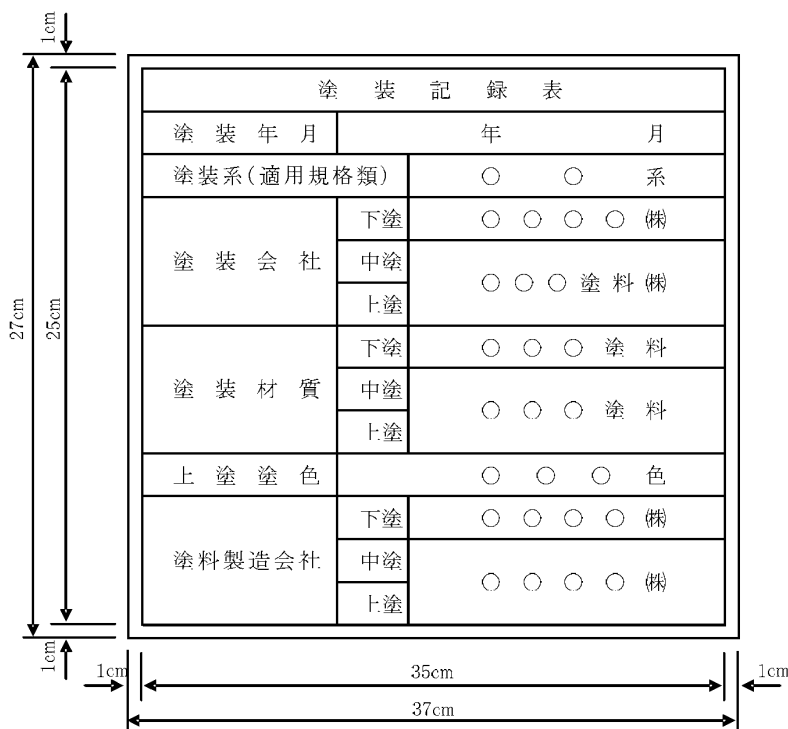 1cm
塗装記録表
塗装年月 年 月
塗装系(適用規格類) ○○系
塗装会社 下塗 ○○○○㈱
中塗 ○○○塗料㈱
上塗
塗装材質 下塗 ○○○塗料
中塗 ○○○塗料
上塗
上塗塗色 ○○○色
塗料製造会社 下塗 ○○○○㈱
中塗 ○○○○㈱
上塗
27cm
25cm
1cm
1cm
35cm
1cm
37cm